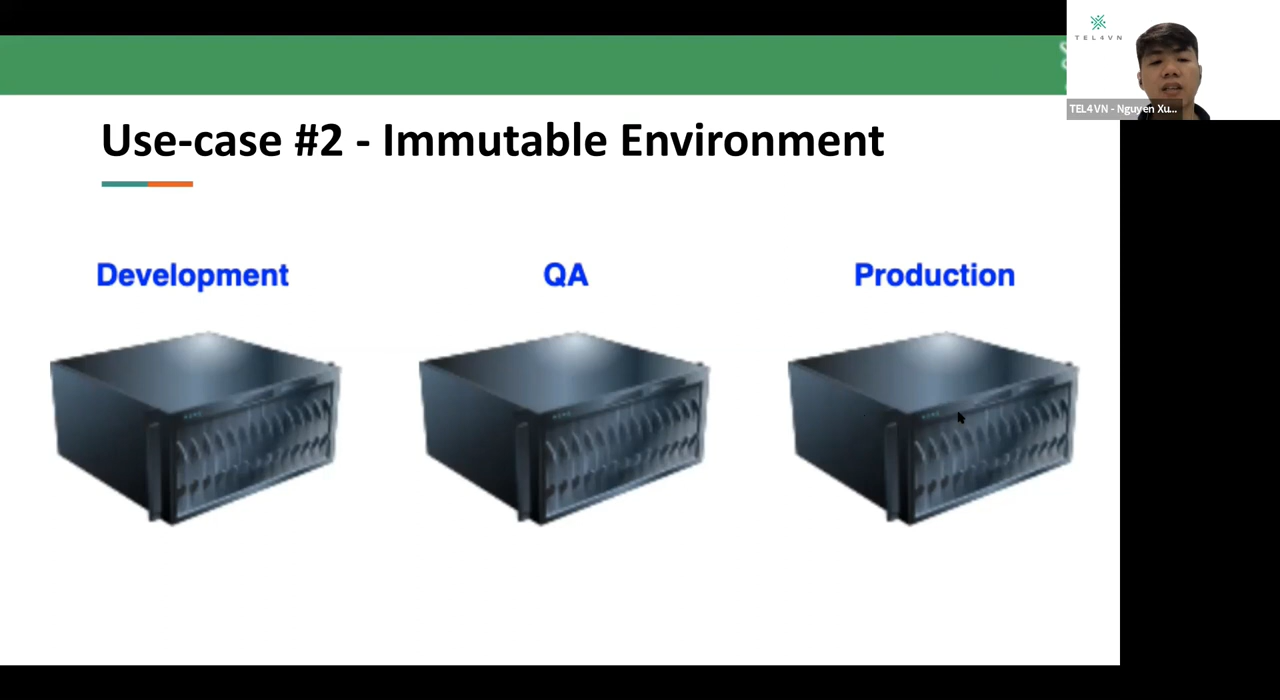 TEL4VN
TEL4VN - Nguyen Xu...
Use-case #2 - Immutable Environment
Development
QA
Production